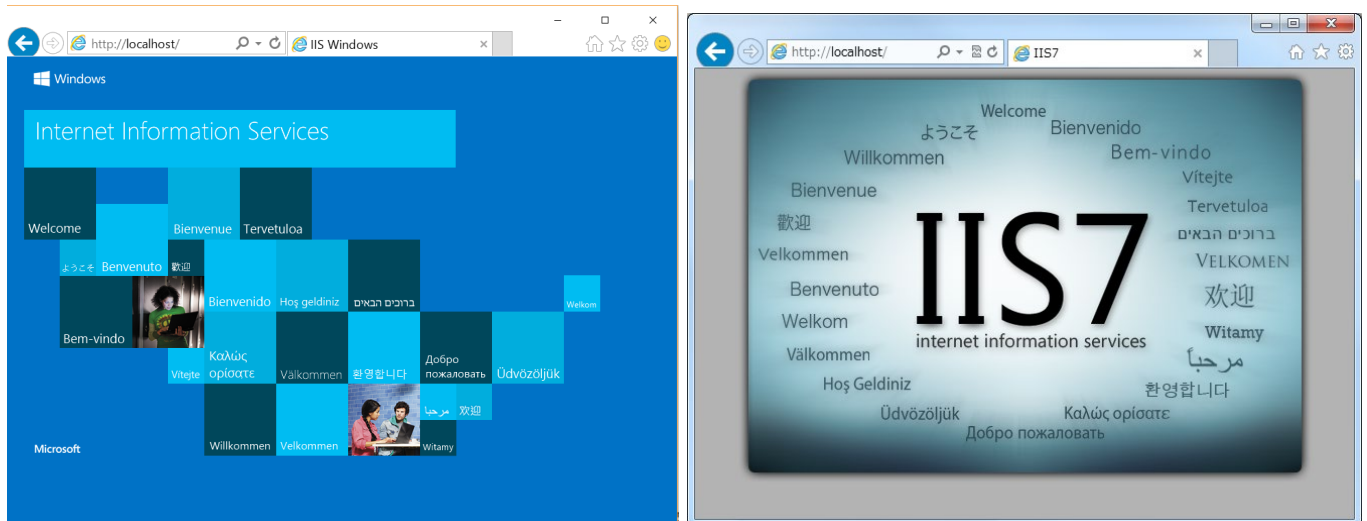 http://localhost/
IIS Windows
Windows
Internet Information Services
Welcome
Bienvenue
Tervetuloa
ようこそ
Benvenuto
歡迎
Bem-vindo
Bienvenido
Hoş geldiniz
ברוכים הבאים
Welkom
Vítejte
Καλώς
ορίσατε
Välkommen
환영합니다
Добро
пожаловать
Üdvözöljük
Willkommen
Velkommen
مرحبا
欢迎
Witamy
Microsoft
http://localhost/
IIS7
Welcome
ようこそ
Bienvenido
Willkommen
Bem-vindo
Bienvenue
Vítejte
歡迎
Tervetuloa
ברוכים הבאים
Velkommen
VELKOMEN
Benvenuto
欢迎
IIS7
internet information services
Welkom
Witamy
Välkommen
مرحباً
Hoş Geldiniz
환영합니다
Üdvözöljük
Καλώς ορίσατε
Добро пожаловать